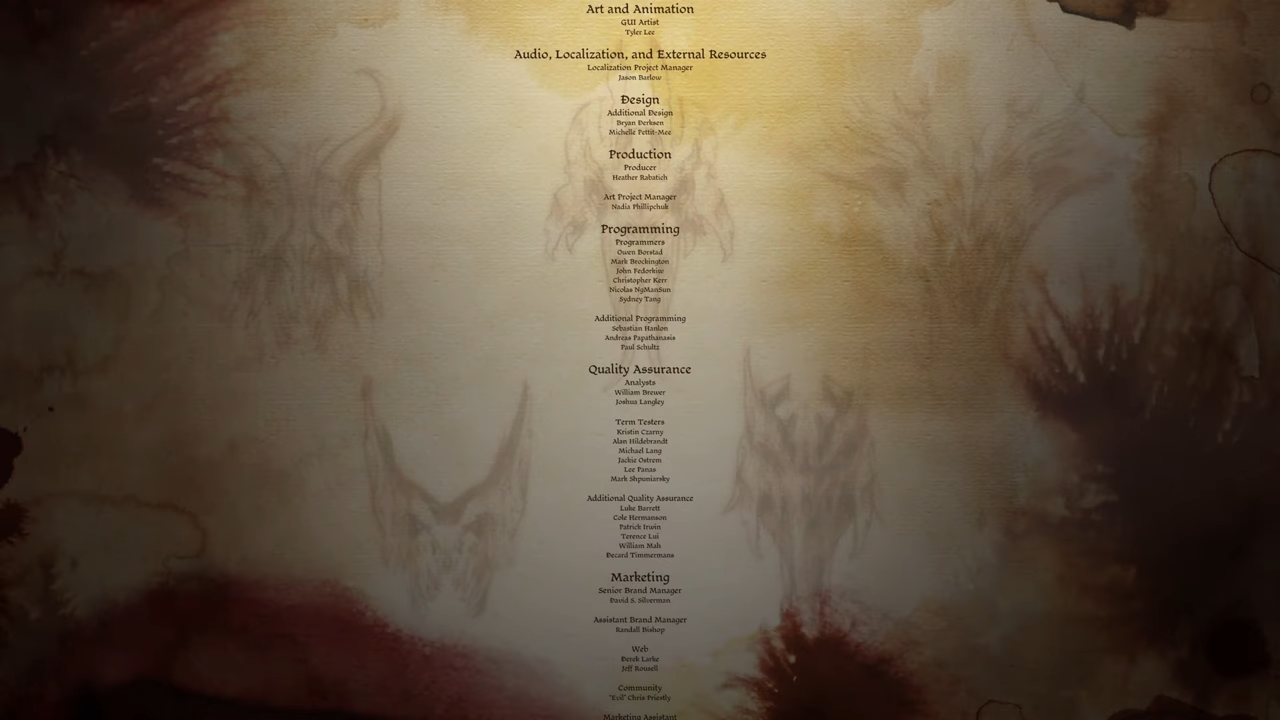 Art and Animation
GUI Artist
Tyler Lee
Audio, Localization, and External Resources
Localization Project Manager
Jason Barlow
Design
Additional Design
Bryan Derksen
Michelle Pettit-Mee
Production
Producer
Heather Rabatich
Art Project Manager
Nadia Phillipchuk
Programming
Programmers
Owen Borstad
Mark Brockington
John Fedorkiw
Christopher Kerr
Nicolas NgManSun
Sydney Tang
Additional Programming
Sebastian Hanlon
Andreas Papathanasis
Paul Schultz
Quality Assurance
Analysts
William Brewer
Joshua Langley
Term Testers
Kristin Czarny
Alan Hildebrandt
Michael Lang
Jackie Ostrem
Lee Panas
Mark Shpuniarsky
Additional Quality Assurance
Luke Barrett
Cole Hermanson
Patrick Irwin
Terence Lui
William Mah
Decard Timmermans
Marketing
Senior Brand Manager
David S. Silverman
Assistant Brand Manager
Randall Bishop
Web
Derek Larke
Jeff Rousell
Community
"Evil" Chris Priestly
Marketing Assistant